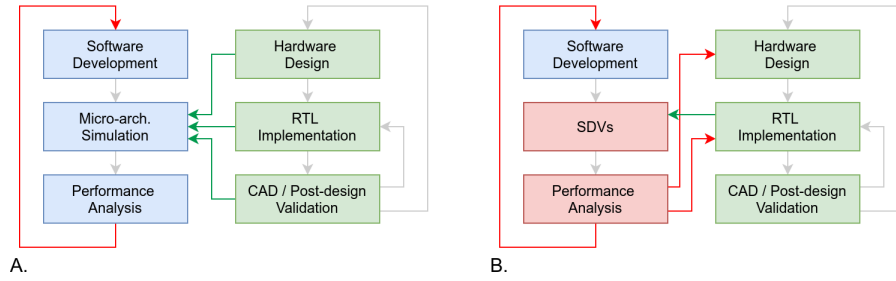 Software
Development
Hardware
Design
Micro-arch.
Simulation
RTL
Implementation
Performance
Analysis
CAD / Post-design
Validation
A.
Software
Development
Hardware
Design
SDVs
RTL
Implementation
Performance
Analysis
CAD / Post-design
Validation
B.